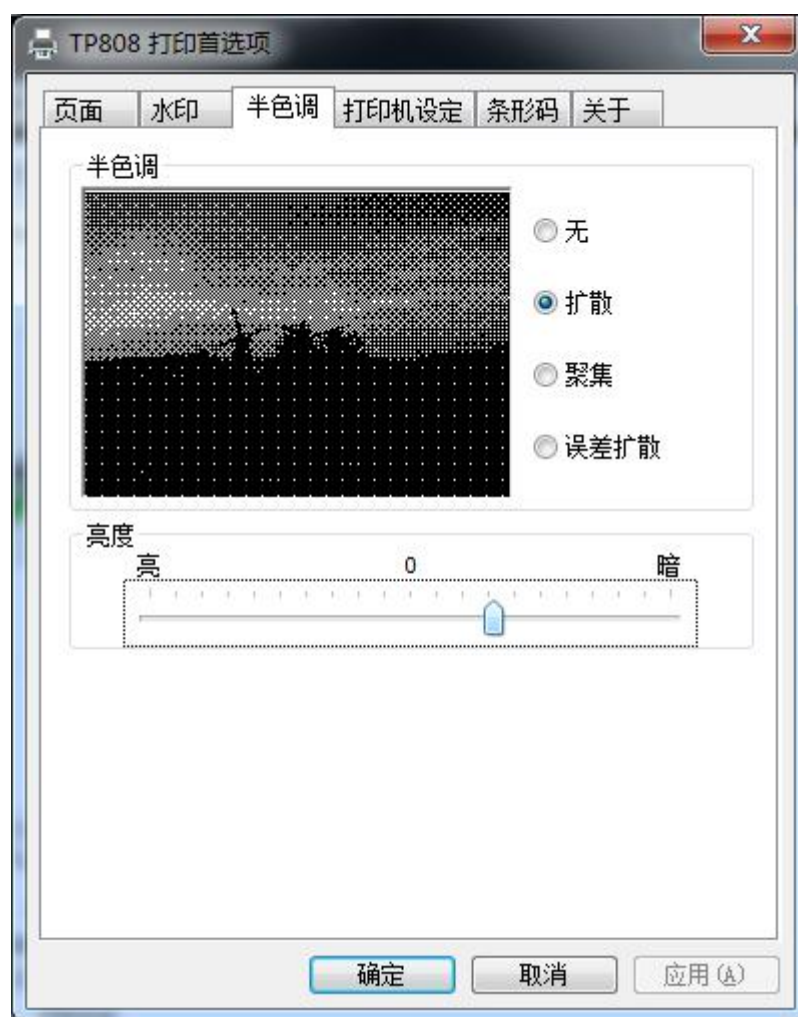 TP808 打印首选项
页面 水印 半色调 打印机设定 条形码 关于
半色调
无
扩散
聚集
误差扩散
亮度
亮 0 暗
确定 取消 应用(A)